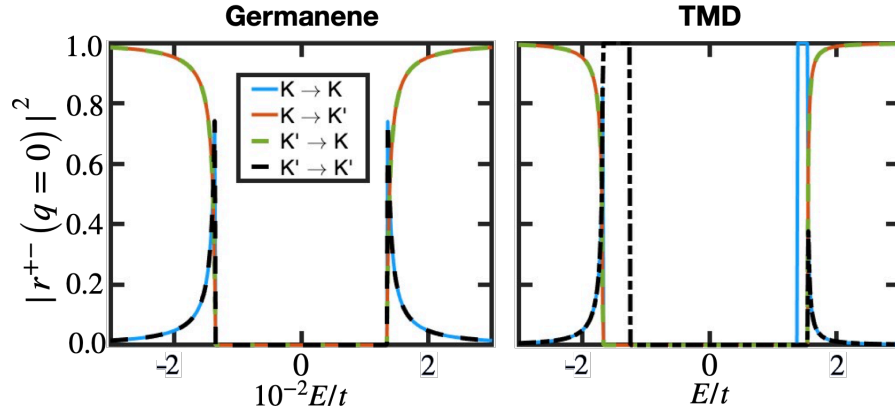 Germanene
TMD
|r⁺⁻ (q = 0)|²
1.0
0.8
0.6
0.4
0.2
0.0
K → K
K → K'
K' → K
K' → K'
-2 0 2
10⁻²E/t
-2 0 2
E/t